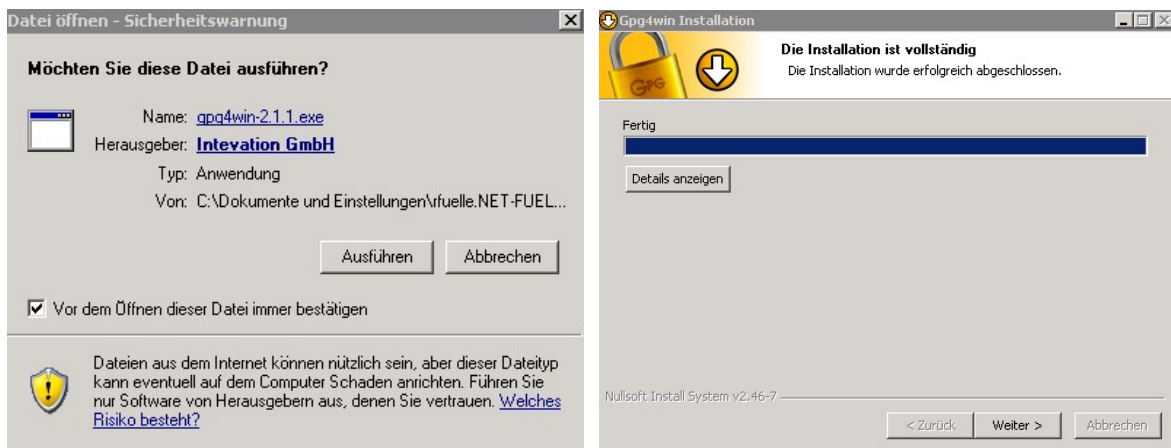 Datei öffnen - Sicherheitswarnung
Möchten Sie diese Datei ausführen?
Name: gpg4win-2.1.1.exe
Herausgeber: Intevation GmbH
Typ: Anwendung
Von: C:\Dokumente und Einstellungen\rfuelle.NET-FUEL...
Ausführen
Abbrechen
Vor dem Öffnen dieser Datei immer bestätigen
Dateien aus dem Internet können nützlich sein, aber dieser Dateityp
kann eventuell auf dem Computer Schaden anrichten. Führen Sie
nur Software von Herausgebern aus, denen Sie vertrauen. Welches
Risiko besteht?
Gpg4win Installation
GPG
Die Installation ist vollständig
Die Installation wurde erfolgreich abgeschlossen.
Fertig
Details anzeigen
Nullsoft Install System v2.46-7
< Zurück
Weiter >
Abbrechen